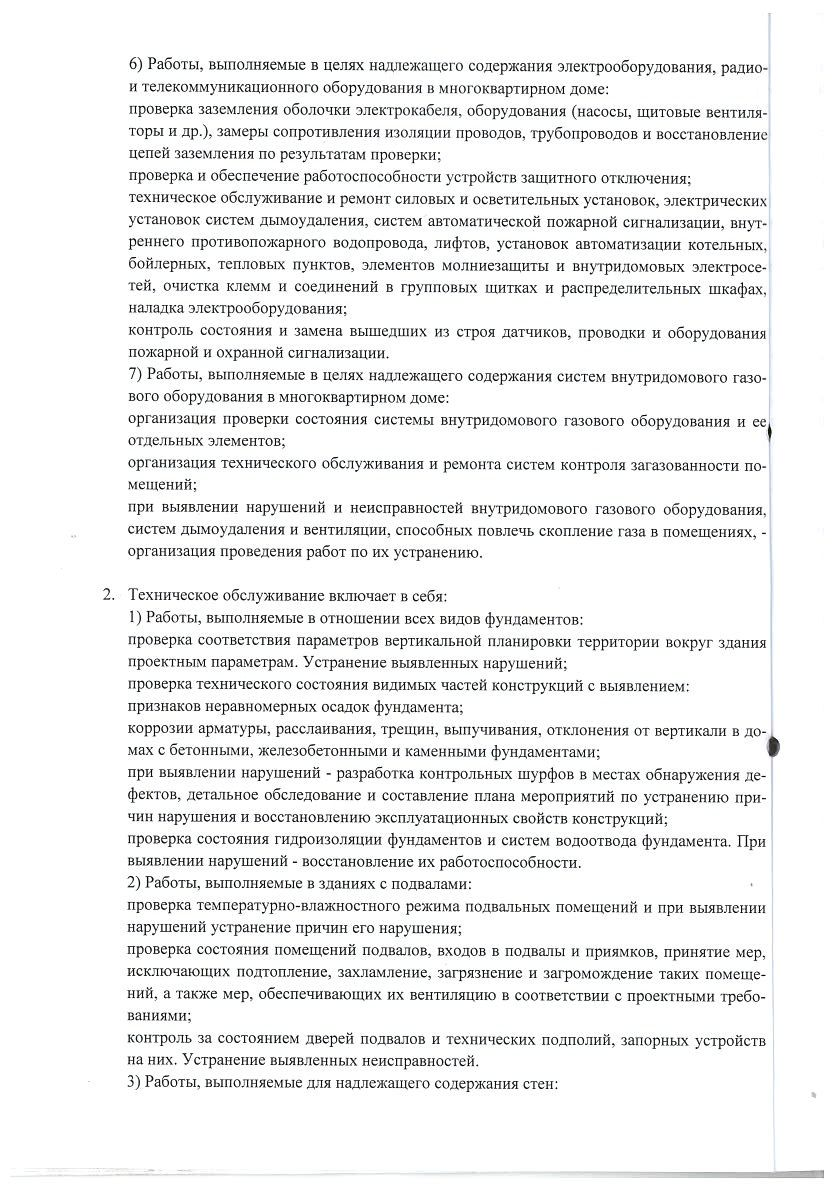 6) Работы, выполняемые в целях надлежащего содержания электрооборудования, радио-
и телекоммуникационного оборудования в многоквартирном доме:
проверка заземления оболочки электрокабеля, оборудования (насосы, щитовые вентиля-
торы и др.), замеры сопротивления изоляции проводов, трубопроводов и восстановление
цепей заземления по результатам проверки;
проверка и обеспечение работоспособности устройств защитного отключения;
техническое обслуживание и ремонт силовых и осветительных установок, электрических
установок систем дымоудаления, систем автоматической пожарной сигнализации, внут-
реннего противопожарного водопровода, лифтов, установок автоматизации котельных,
бойлерных, тепловых пунктов, элементов молниезащиты и внутридомовых электросе-
тей, очистка клемм и соединений в групповых щитках и распределительных шкафах,
наладка электрооборудования;
контроль состояния и замена вышедших из строя датчиков, проводки и оборудования
пожарной и охранной сигнализации.
7) Работы, выполняемые в целях надлежащего содержания систем внутридомового газо-
вого оборудования в многоквартирном доме:
организация проверки состояния системы внутридомового газового оборудования и ее
отдельных элементов;
организация технического обслуживания и ремонта систем контроля загазованности по-
мещений;
при выявлении нарушений и неисправностей внутридомового газового оборудования,
систем дымоудаления и вентиляции, способных повлечь скопление газа в помещениях, -
организация проведения работ по их устранению.
2. Техническое обслуживание включает в себя:
1) Работы, выполняемые в отношении всех видов фундаментов:
проверка соответствия параметров вертикальной планировки территории вокруг здания
проектным параметрам. Устранение выявленных нарушений;
проверка технического состояния видимых частей конструкций с выявлением:
признаков неравномерных осадок фундамента;
коррозии арматуры, расслаивания, трещин, выпучивания, отклонения от вертикали в до-
мах с бетонными, железобетонными и каменными фундаментами;
при выявлении нарушений - разработка контрольных шурфов в местах обнаружения де-
фектов, детальное обследование и составление плана мероприятий по устранению при-
чин нарушения и восстановлению эксплуатационных свойств конструкций;
проверка состояния гидроизоляции фундаментов и систем водоотвода фундамента. При
выявлении нарушений - восстановление их работоспособности.
2) Работы, выполняемые в зданиях с подвалами:
проверка температурно-влажностного режима подвальных помещений и при выявлении
нарушений устранение причин его нарушения;
проверка состояния помещений подвалов, входов в подвалы и приямков, принятие мер,
исключающих подтопление, захламление, загрязнение и загромождение таких помеще-
ний, а также мер, обеспечивающих их вентиляцию в соответствии с проектными требо-
ваниями;
контроль за состоянием дверей подвалов и технических подполий, запорных устройств
на них. Устранение выявленных неисправностей.
3) Работы, выполняемые для надлежащего содержания стен: